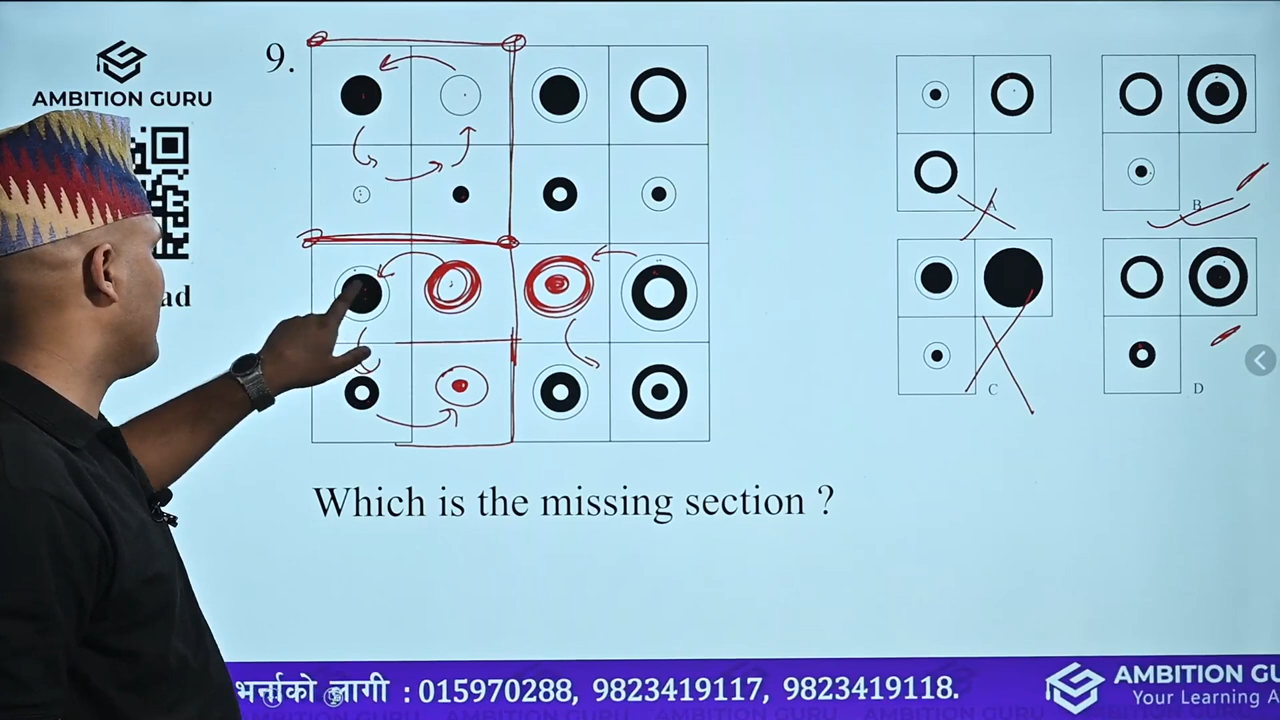 AMBITION GURU
ad
9.
A
B
C
D
Which is the missing section ?
भर्नाको लागी : 015970288, 9823419117, 9823419118.
AMBITION GU
Your Learning A